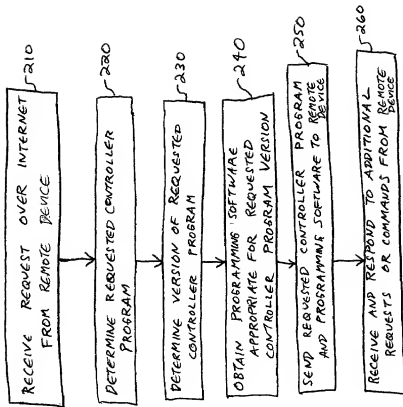 RECEIVE REQUEST OVER INTERNET
FROM REMOTE DEVICE
210
DETERMINE REQUESTED CONTROLLER
PROGRAM
220
DETERMINE VERSION OF REQUESTED
CONTROLLER PROGRAM
230
OBTAIN PROGRAMMING SOFTWARE
APPROPRIATE FOR REQUESTED
CONTROLLER PROGRAM VERSION
240
SEND REQUESTED CONTROLLER PROGRAM
AND PROGRAMMING SOFTWARE TO REMOTE
DEVICE
250
RECEIVE AND RESPOND TO ADDITIONAL
REQUESTS OR COMMANDS FROM REMOTE
DEVICE
260